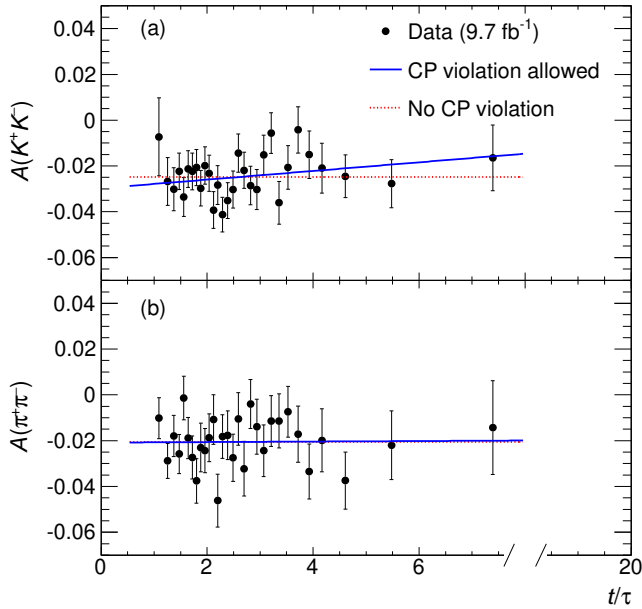 (a)
Data (9.7 fb⁻¹)
CP violation allowed
No CP violation
A(K⁺K⁻)
0.04
0.02
0
-0.02
-0.04
-0.06
(b)
A(π⁺π⁻)
0.04
0.02
0
-0.02
-0.04
-0.06
0 2 4 6 20
t/τ